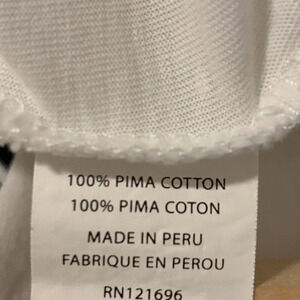 100% PIMA COTTON
100% PIMA COTON
MADE IN PERU
FABRIQUE EN PEROU
RN121696